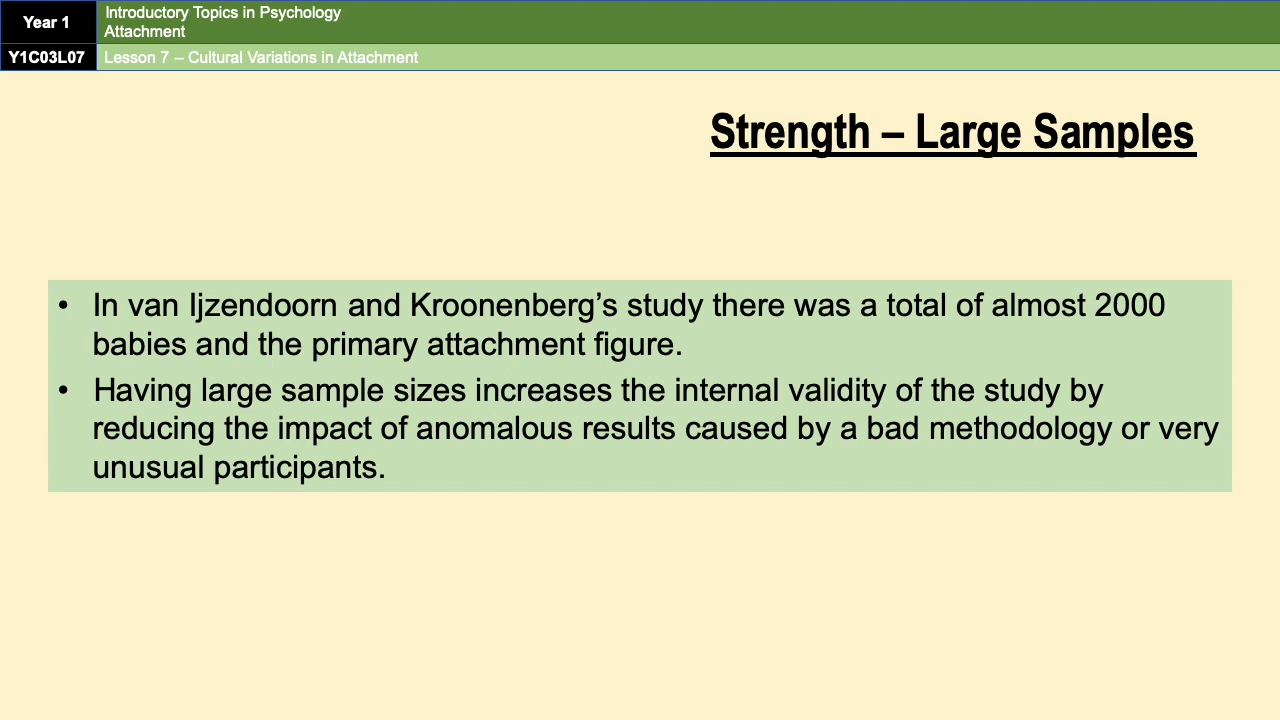 Year 1
Introductory Topics in Psychology
Attachment
Y1C03L07
Lesson 7 – Cultural Variations in Attachment
Strength – Large Samples
• In van Ijzendoorn and Kroonenberg’s study there was a total of almost 2000
babies and the primary attachment figure.
• Having large sample sizes increases the internal validity of the study by
reducing the impact of anomalous results caused by a bad methodology or very
unusual participants.